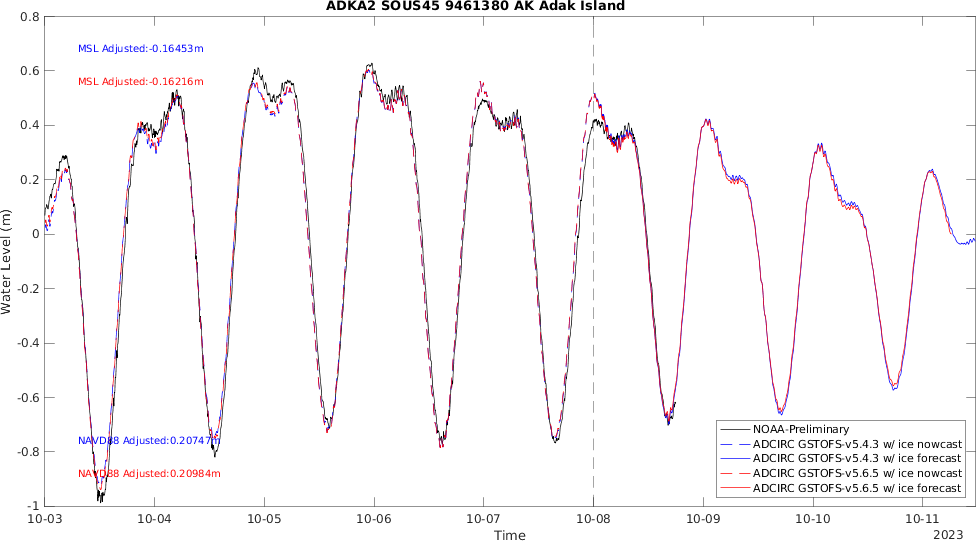 ADKA2 SOUS45 9461380 AK Adak Island
0.8
0.6
0.4
0.2
0
-0.2
-0.4
-0.6
-0.8
-1
Water Level (m)
MSL Adjusted:-0.16453m
MSL Adjusted:-0.16216m
NAVD88 Adjusted:0.20747m
NAVD88 Adjusted:0.20984m
NOAA-Preliminary
ADCIRC GSTOFS-v5.4.3 w/ ice nowcast
ADCIRC GSTOFS-v5.4.3 w/ ice forecast
ADCIRC GSTOFS-v5.6.5 w/ ice nowcast
ADCIRC GSTOFS-v5.6.5 w/ ice forecast
10-03 10-04 10-05 10-06 10-07 10-08 10-09 10-10 10-11
Time
2023